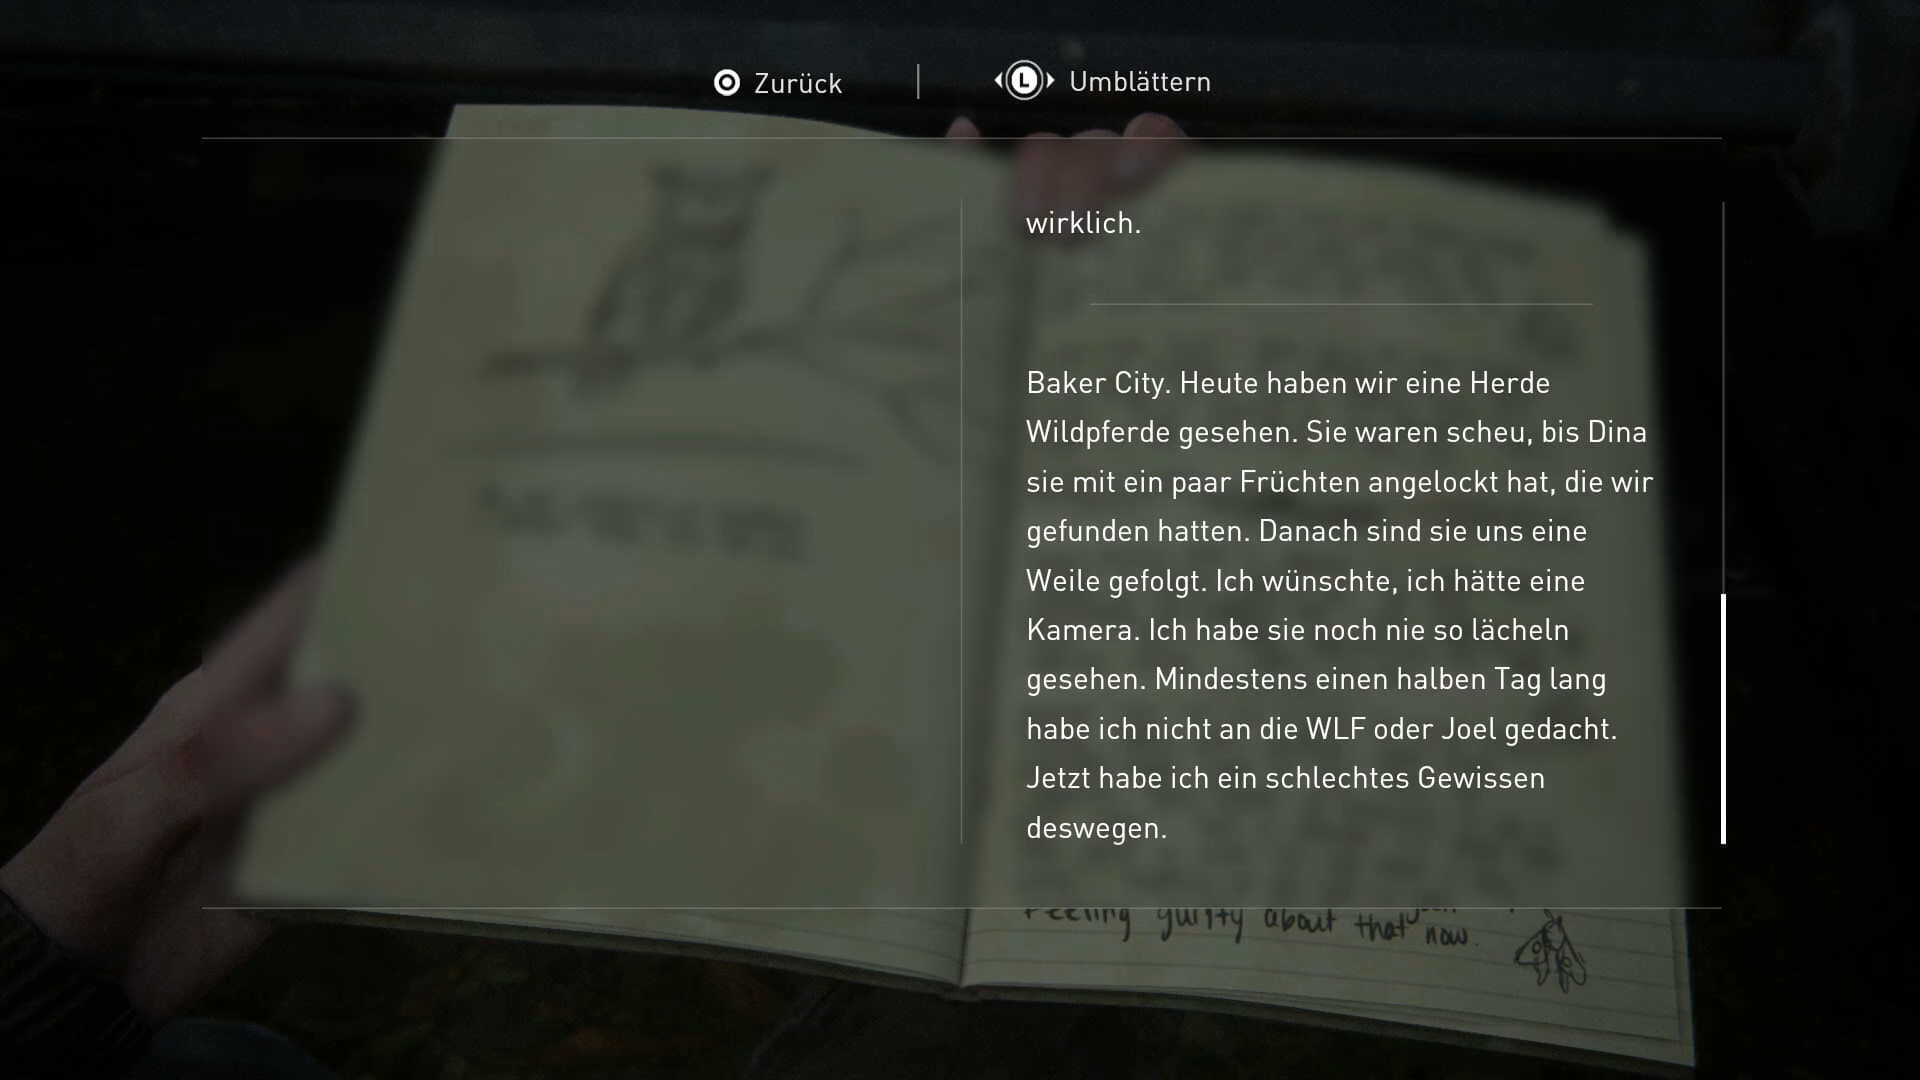 Zurück
L Umblättern
wirklich.
Baker City. Heute haben wir eine Herde
Wildpferde gesehen. Sie waren scheu, bis Dina
sie mit ein paar Früchten angelockt hat, die wir
gefunden hatten. Danach sind sie uns eine
Weile gefolgt. Ich wünschte, ich hätte eine
Kamera. Ich habe sie noch nie so lächeln
gesehen. Mindestens einen halben Tag lang
habe ich nicht an die WLF oder Joel gedacht.
Jetzt habe ich ein schlechtes Gewissen
deswegen.
Feeling guilty about that now.